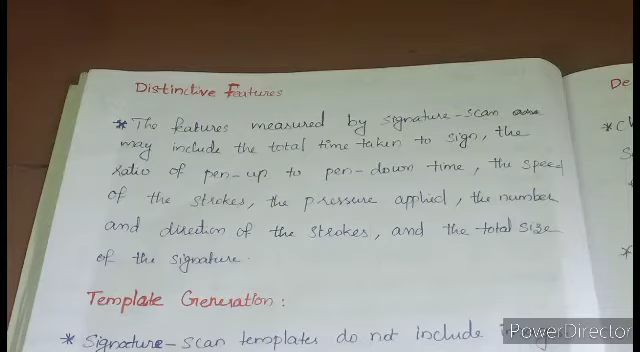 Distinctive Features
* The features measured by signature-scan
may include the total time taken to sign, the
ratio of pen-up to pen-down time, the speed
of the strokes, the pressure applied, the number
and direction of the strokes, and the total size
of the signature.
Template Generation:
* Signature-scan templates do not include
De
* C
*
PowerDirector